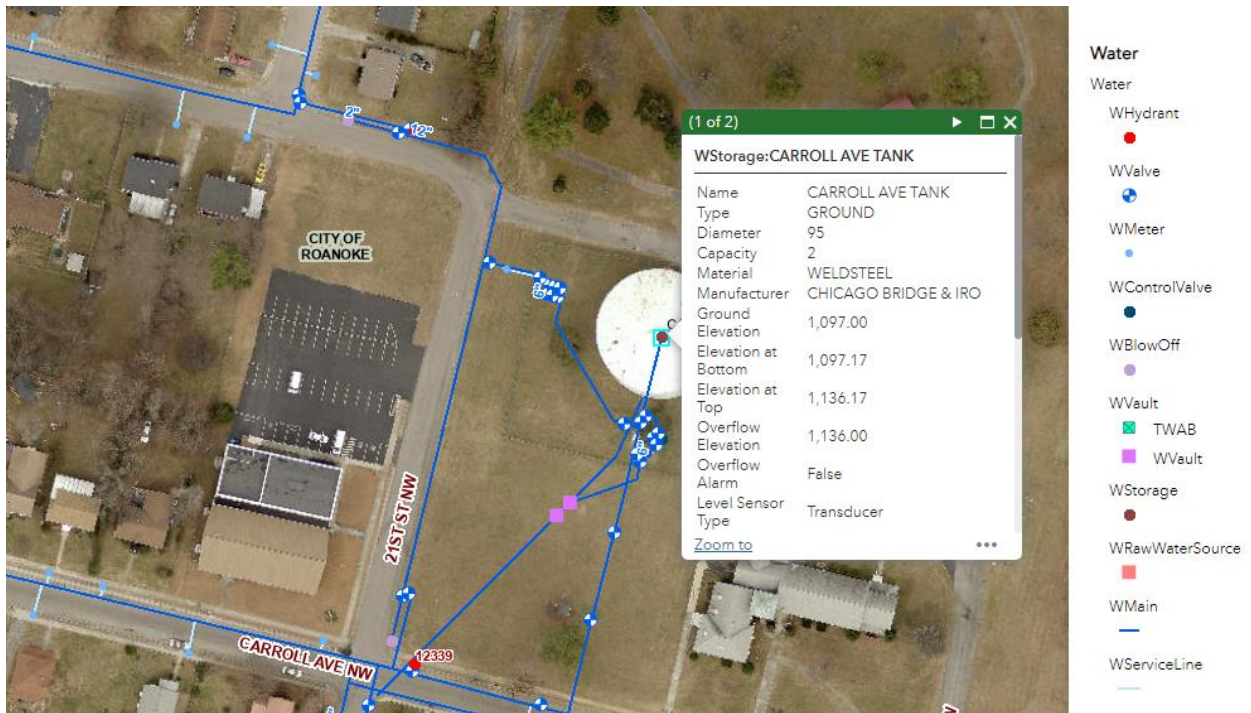 2"
12"
CITY OF
ROANOKE
6"
6"
21ST ST NW
12339
CARROLL AVE NW
(1 of 2)
WStorage:CARROLL AVE TANK
Name CARROLL AVE TANK
Type GROUND
Diameter 95
Capacity 2
Material WELDSTEEL
Manufacturer CHICAGO BRIDGE & IRO
Ground
Elevation 1,097.00
Elevation at
Bottom 1,097.17
Elevation at
Top 1,136.17
Overflow
Elevation 1,136.00
Overflow
Alarm False
Level Sensor
Type Transducer
Zoom to
Water
Water
WHydrant
WValve
WMeter
WControlValve
WBlowOff
WVault
TWAB
WVault
WStorage
WRawWaterSource
WMain
WServiceLine